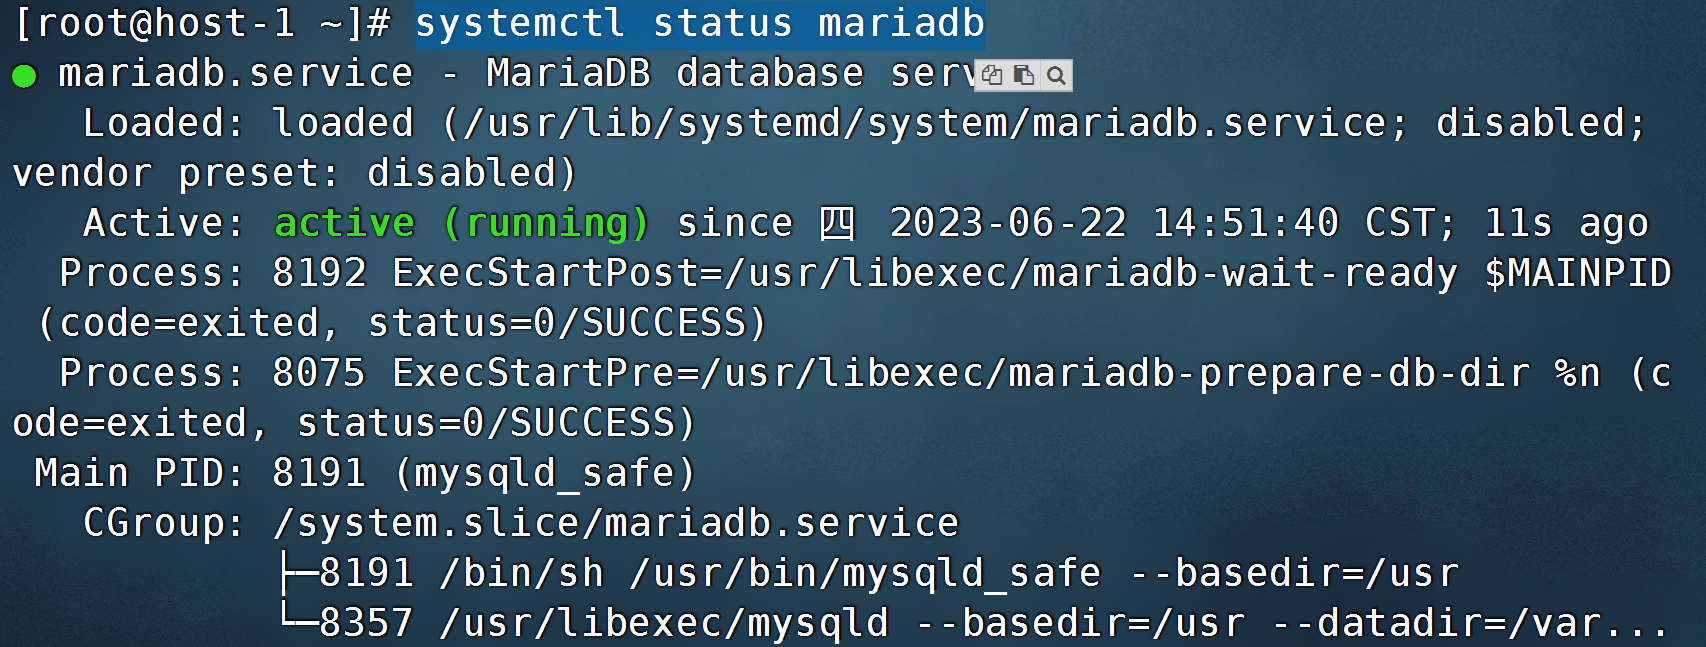 [root@host-1 ~]# systemctl status mariadb
● mariadb.service - MariaDB database serv
   Loaded: loaded (/usr/lib/systemd/system/mariadb.service; disabled;
vendor preset: disabled)
   Active: active (running) since 四 2023-06-22 14:51:40 CST; 11s ago
  Process: 8192 ExecStartPost=/usr/libexec/mariadb-wait-ready $MAINPID
 (code=exited, status=0/SUCCESS)
  Process: 8075 ExecStartPre=/usr/libexec/mariadb-prepare-db-dir %n (c
ode=exited, status=0/SUCCESS)
 Main PID: 8191 (mysqld_safe)
   CGroup: /system.slice/mariadb.service
           ├─8191 /bin/sh /usr/bin/mysqld_safe --basedir=/usr
           └─8357 /usr/libexec/mysqld --basedir=/usr --datadir=/var...